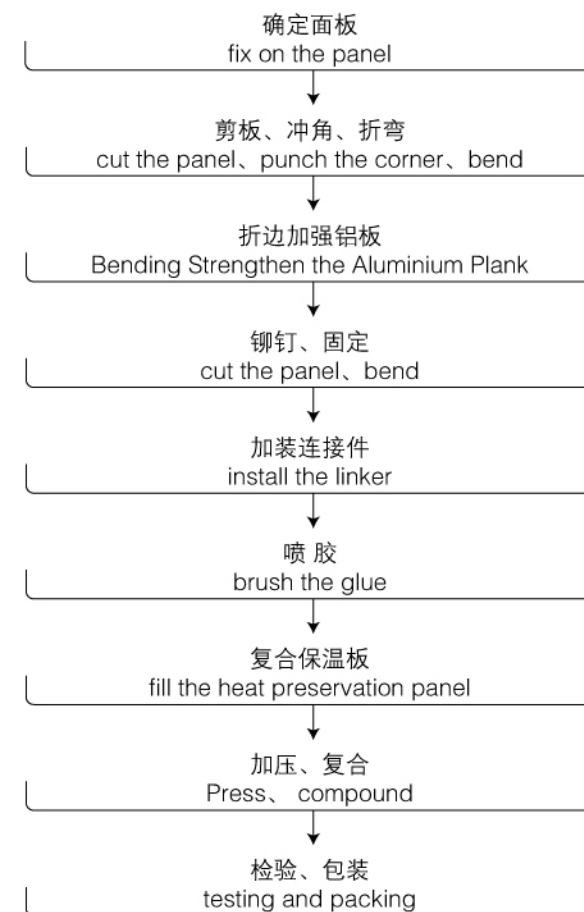 确定面板
fix on the panel
剪板、冲角、折弯
cut the panel、punch the corner、bend
折边加强铝板
Bending Strengthen the Aluminium Plank
铆钉、固定
cut the panel、bend
加装连接件
install the linker
喷 胶
brush the glue
复合保温板
fill the heat preservation panel
加压、复合
Press、 compound
检验、包装
testing and packing